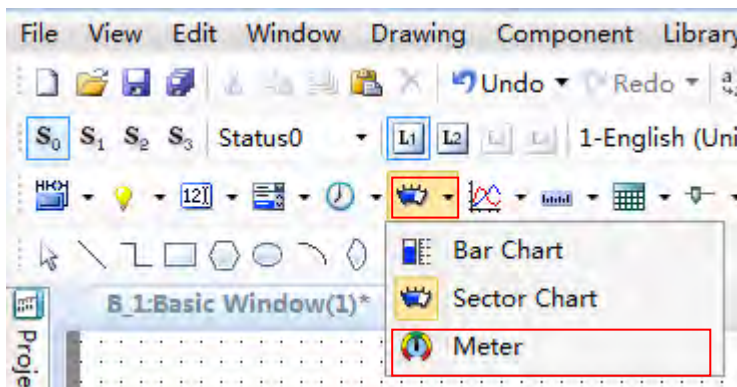 File View Edit Window Drawing Component Library
Undo Redo
S0 S1 S2 S3 Status0 L1 L2 1-English (Uni
12
Bar Chart
B_1:Basic Window(1)* Sector Chart
Proje Meter